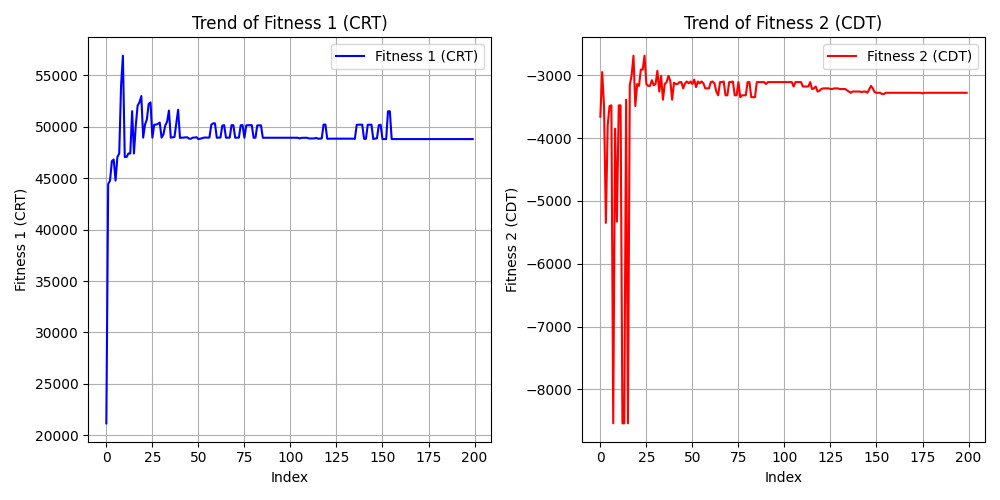 Trend of Fitness 1 (CRT)
Fitness 1 (CRT)
55000
50000
45000
40000
35000
30000
25000
20000
Fitness 1 (CRT)
0 25 50 75 100 125 150 175 200
Index
Trend of Fitness 2 (CDT)
Fitness 2 (CDT)
−3000
−4000
−5000
−6000
−7000
−8000
Fitness 2 (CDT)
0 25 50 75 100 125 150 175 200
Index